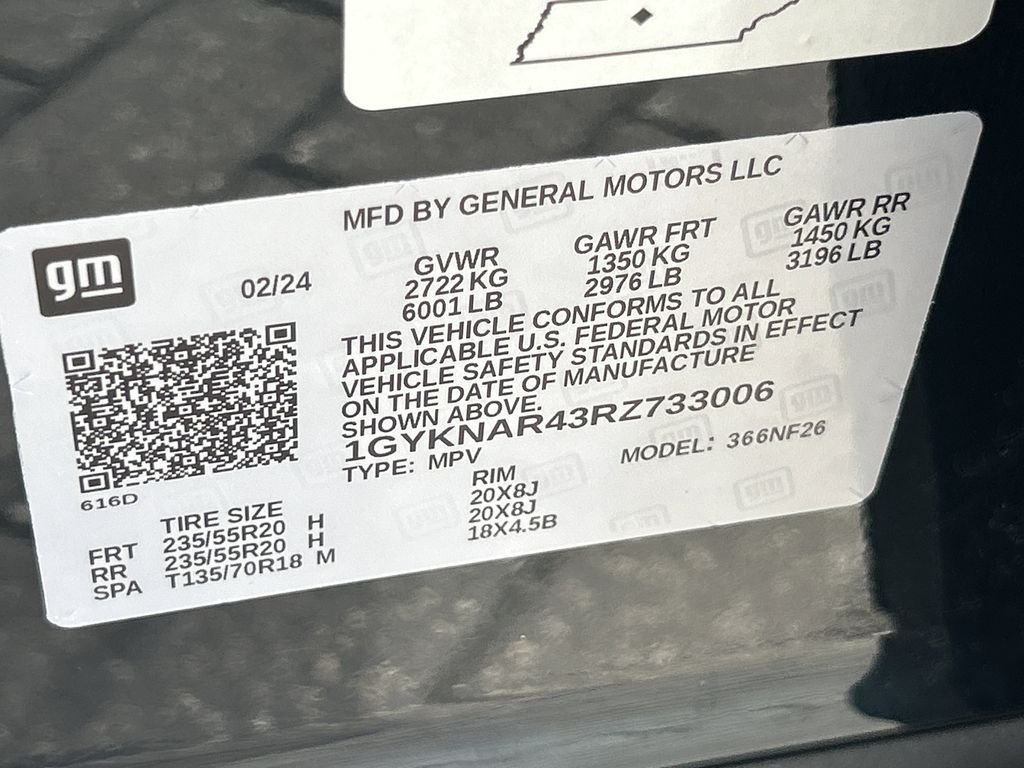 MFD BY GENERAL MOTORS LLC
gm
02/24
GVWR
2722 KG
6001 LB
GAWR FRT
1350 KG
2976 LB
GAWR RR
1450 KG
3196 LB
THIS VEHICLE CONFORMS TO ALL
APPLICABLE U.S. FEDERAL MOTOR
VEHICLE SAFETY STANDARDS IN EFFECT
ON THE DATE OF MANUFACTURE
SHOWN ABOVE.
1GYKNAR43RZ733006
TYPE: MPV
MODEL: 366NF26
616D
TIRE SIZE
RIM
FRT 235/55R20 H 20X8J
RR 235/55R20 H 20X8J
SPA T135/70R18 M 18X4.5B